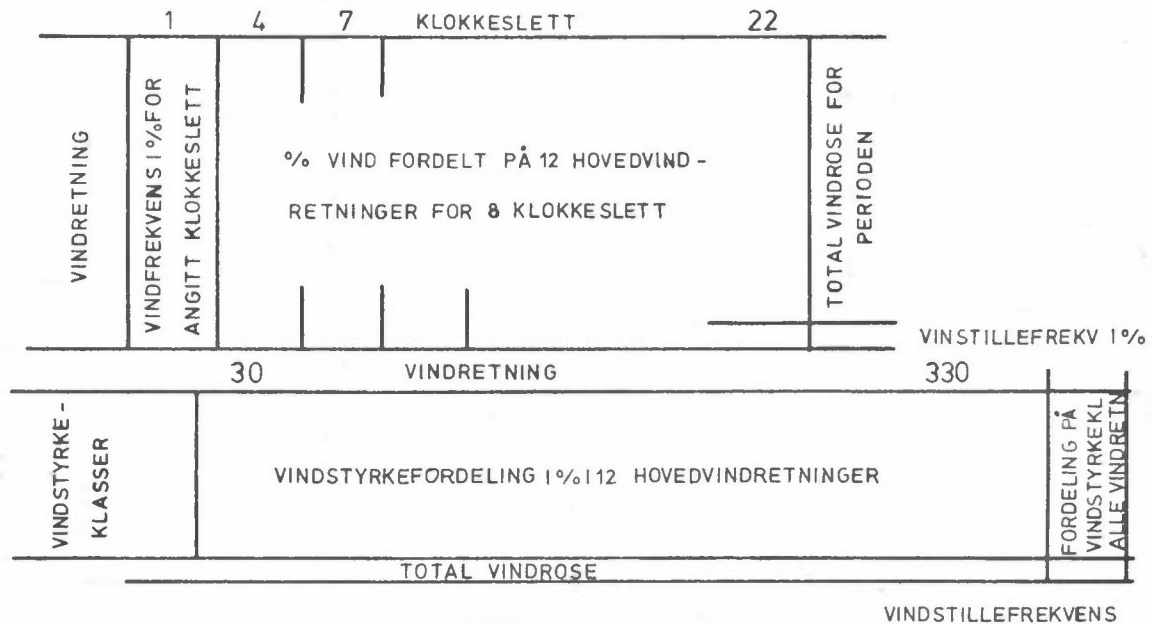 1 4 7 KLOKKESLETT 22
VINDRETNING
VINDFREKVENS I % FOR
ANGITT KLOKKESLETT
% VIND FORDELT PÅ 12 HOVEDVIND -
RETNINGER FOR 8 KLOKKESLETT
TOTAL VINDROSE FOR
PERIODEN
VINSTILLEFREKV I %
30 VINDRETNING 330
VINDSTYRKE -
KLASSER
VINDSTYRKEFORDELING I % I 12 HOVEDVINDRETNINGER
FORDELING PÅ
VINDSTYRKEKL
ALLE VINDRETN
TOTAL VINDROSE
VINDSTILLEFREKVENS